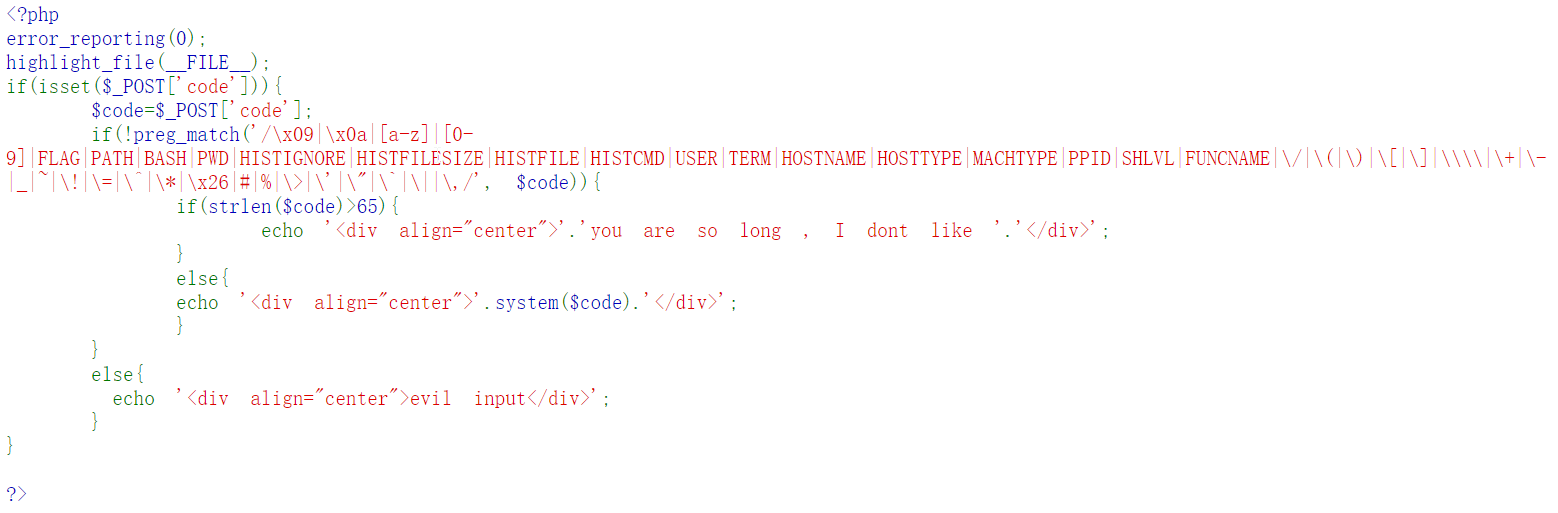 <?php
error_reporting(0);
highlight_file(__FILE__);
if(isset($_POST['code'])){
$code=$_POST['code'];
if(!preg_match('/\x09|\x0a|[a-z]|[0-
9]|FLAG|PATH|BASH|PWD|HISTIGNORE|HISTFILESIZE|HISTFILE|HISTCMD|USER|TERM|HOSTNAME|HOSTTYPE|MACHTYPE|PPID|SHLVL|FUNCNAME|\/|\(|\)|\[|\]|\\\\|\+|\-
|_|~|\!|\=|\^|\*|\x26|#|%|\>|\'|\"|\`|\||\,/', $code)){
if(strlen($code)>65){
echo '<div align="center">'.'you are so long , I dont like '.'</div>';
}
else{
echo '<div align="center">'.system($code).'</div>';
}
}
else{
echo '<div align="center">evil input</div>';
}
}
?>